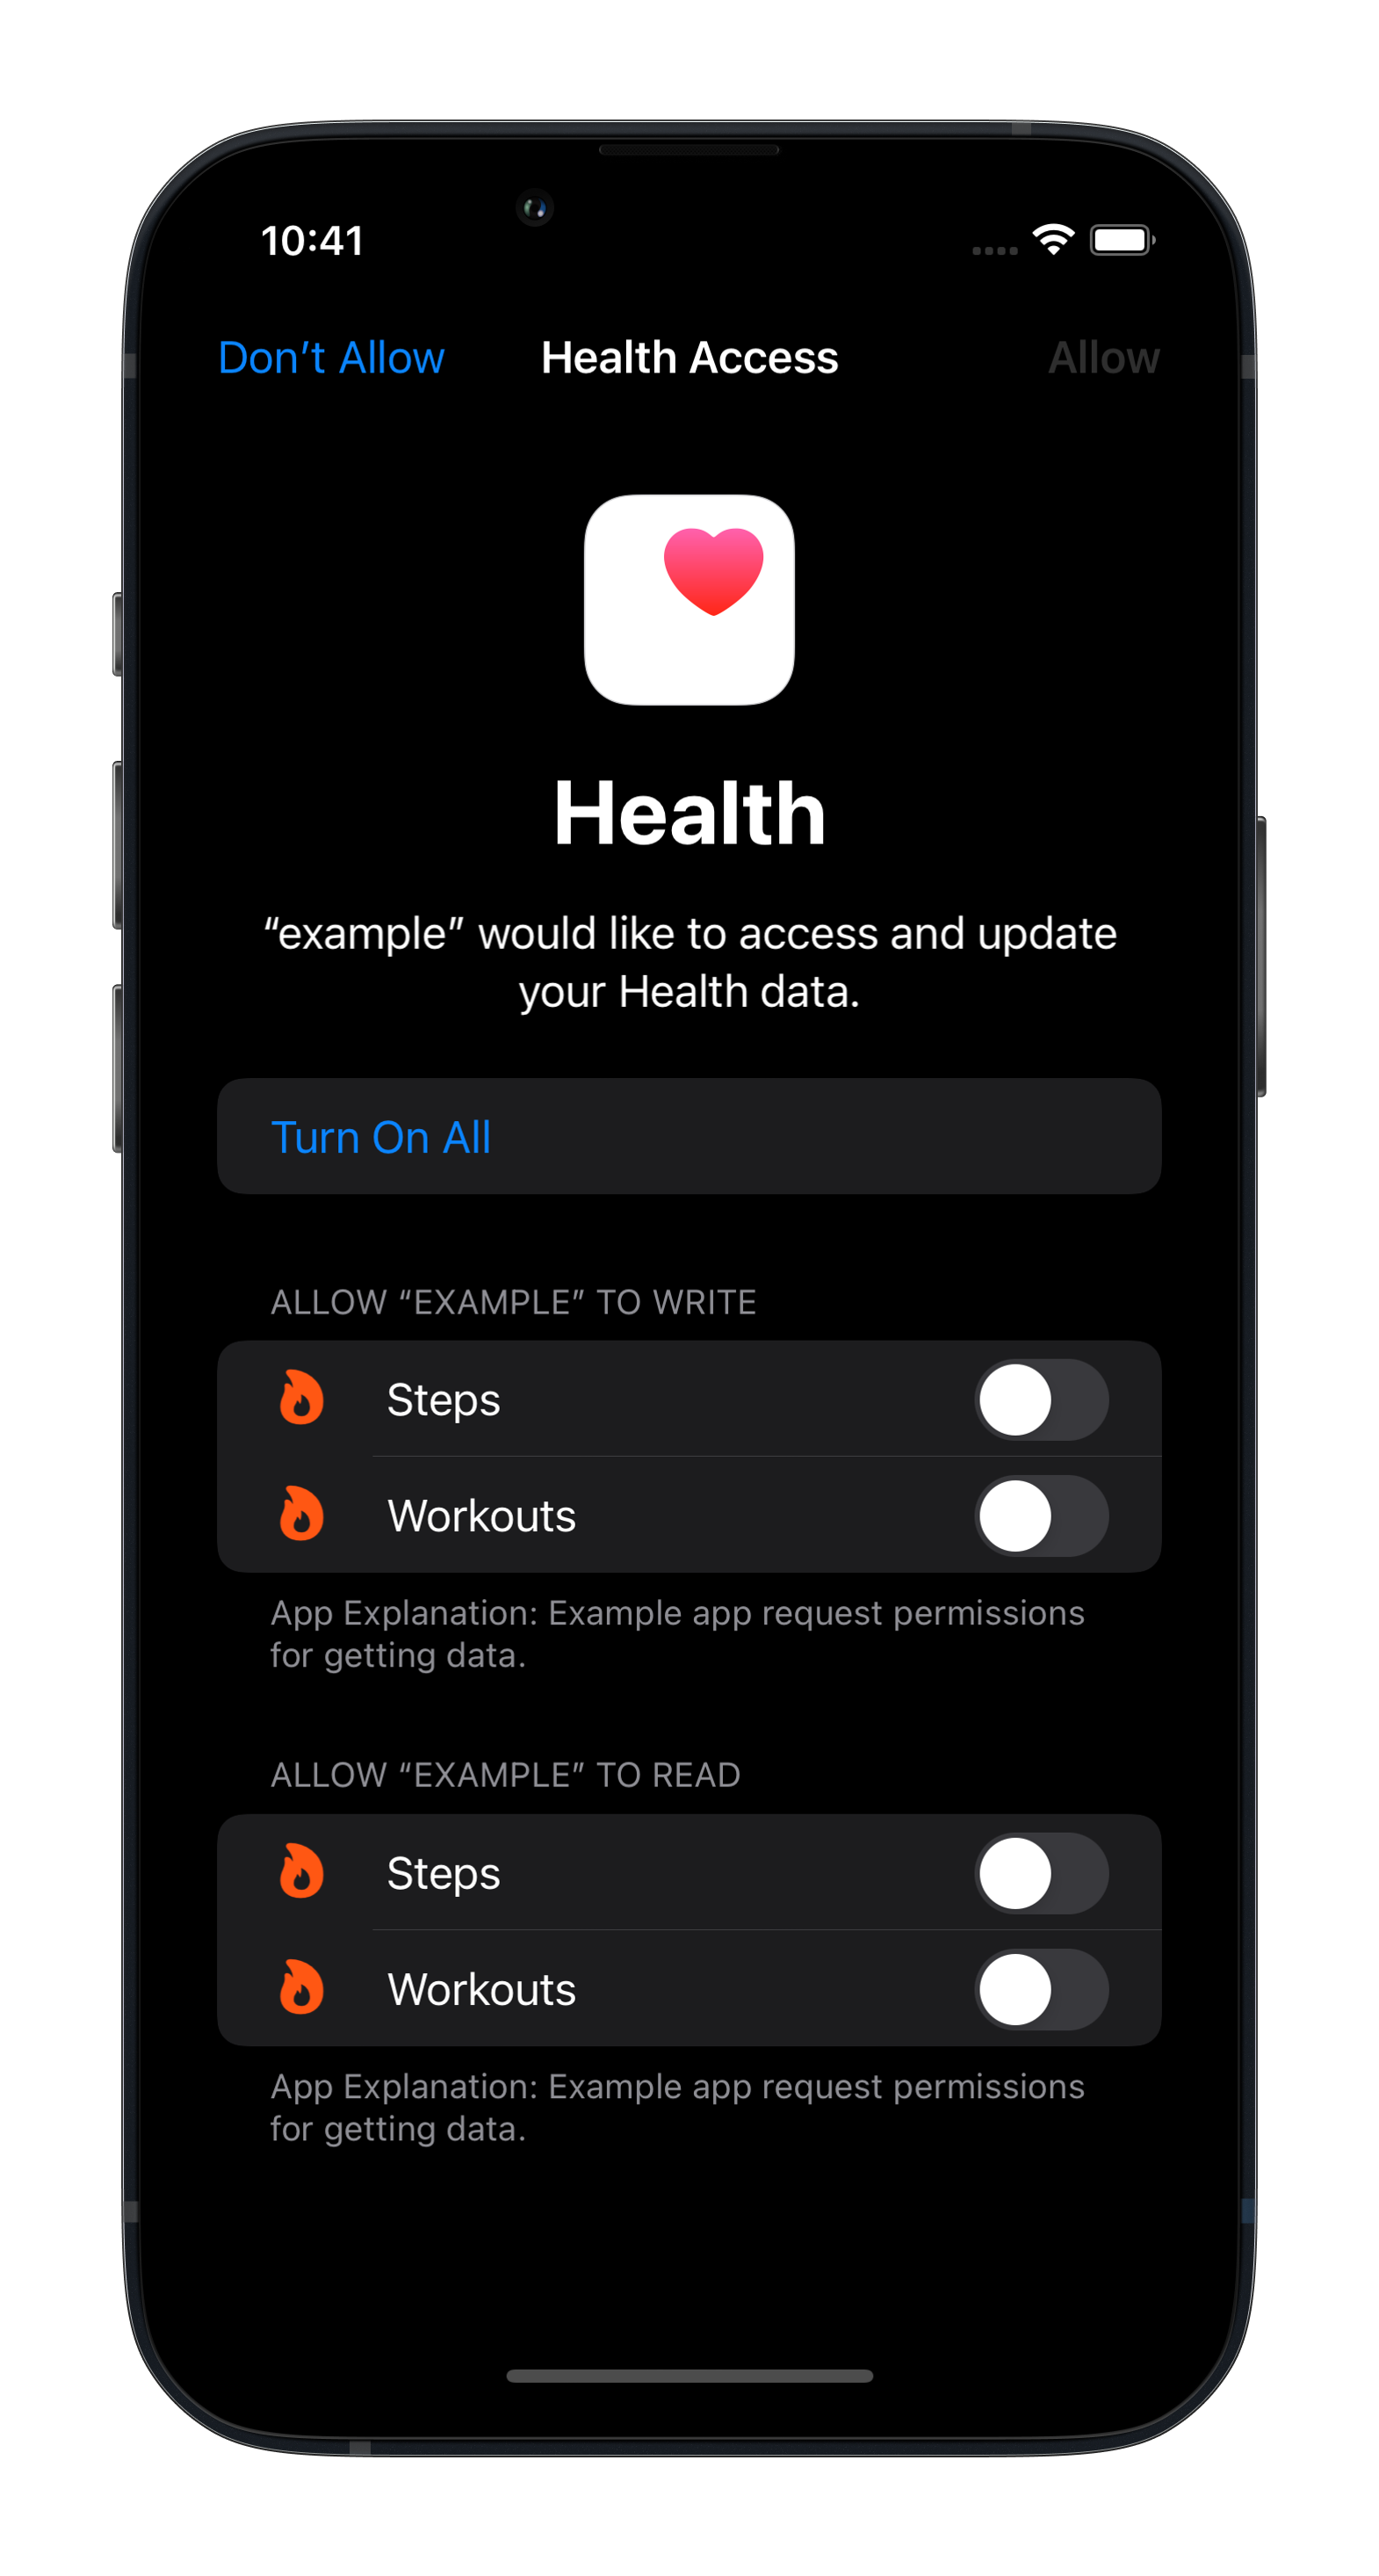 10:41
Don’t Allow Health Access Allow
Health
“example” would like to access and update
your Health data.
Turn On All
ALLOW “EXAMPLE” TO WRITE
Steps
Workouts
App Explanation: Example app request permissions
for getting data.
ALLOW “EXAMPLE” TO READ
Steps
Workouts
App Explanation: Example app request permissions
for getting data.